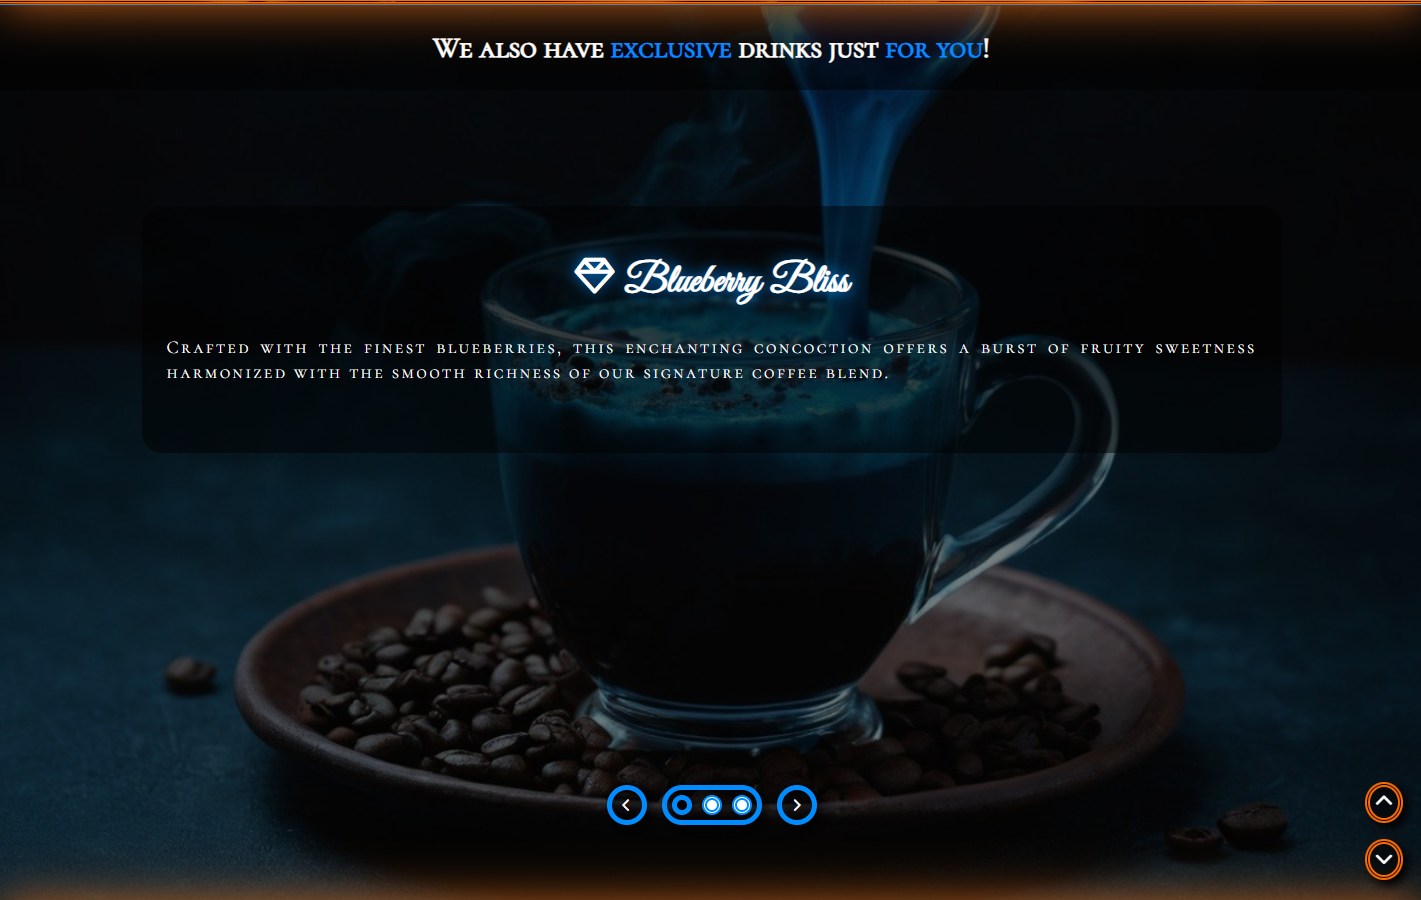 We also have exclusive drinks just for you!
Blueberry Bliss
Crafted with the finest blueberries, this enchanting concoction offers a burst of fruity sweetness
harmonized with the smooth richness of our signature coffee blend.